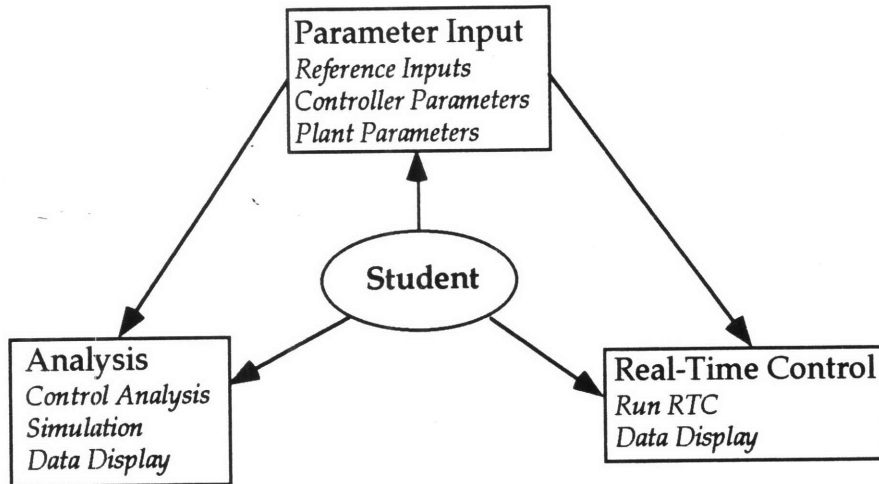 Parameter Input
Reference Inputs
Controller Parameters
Plant Parameters
Student
Analysis
Control Analysis
Simulation
Data Display
Real-Time Control
Run RTC
Data Display